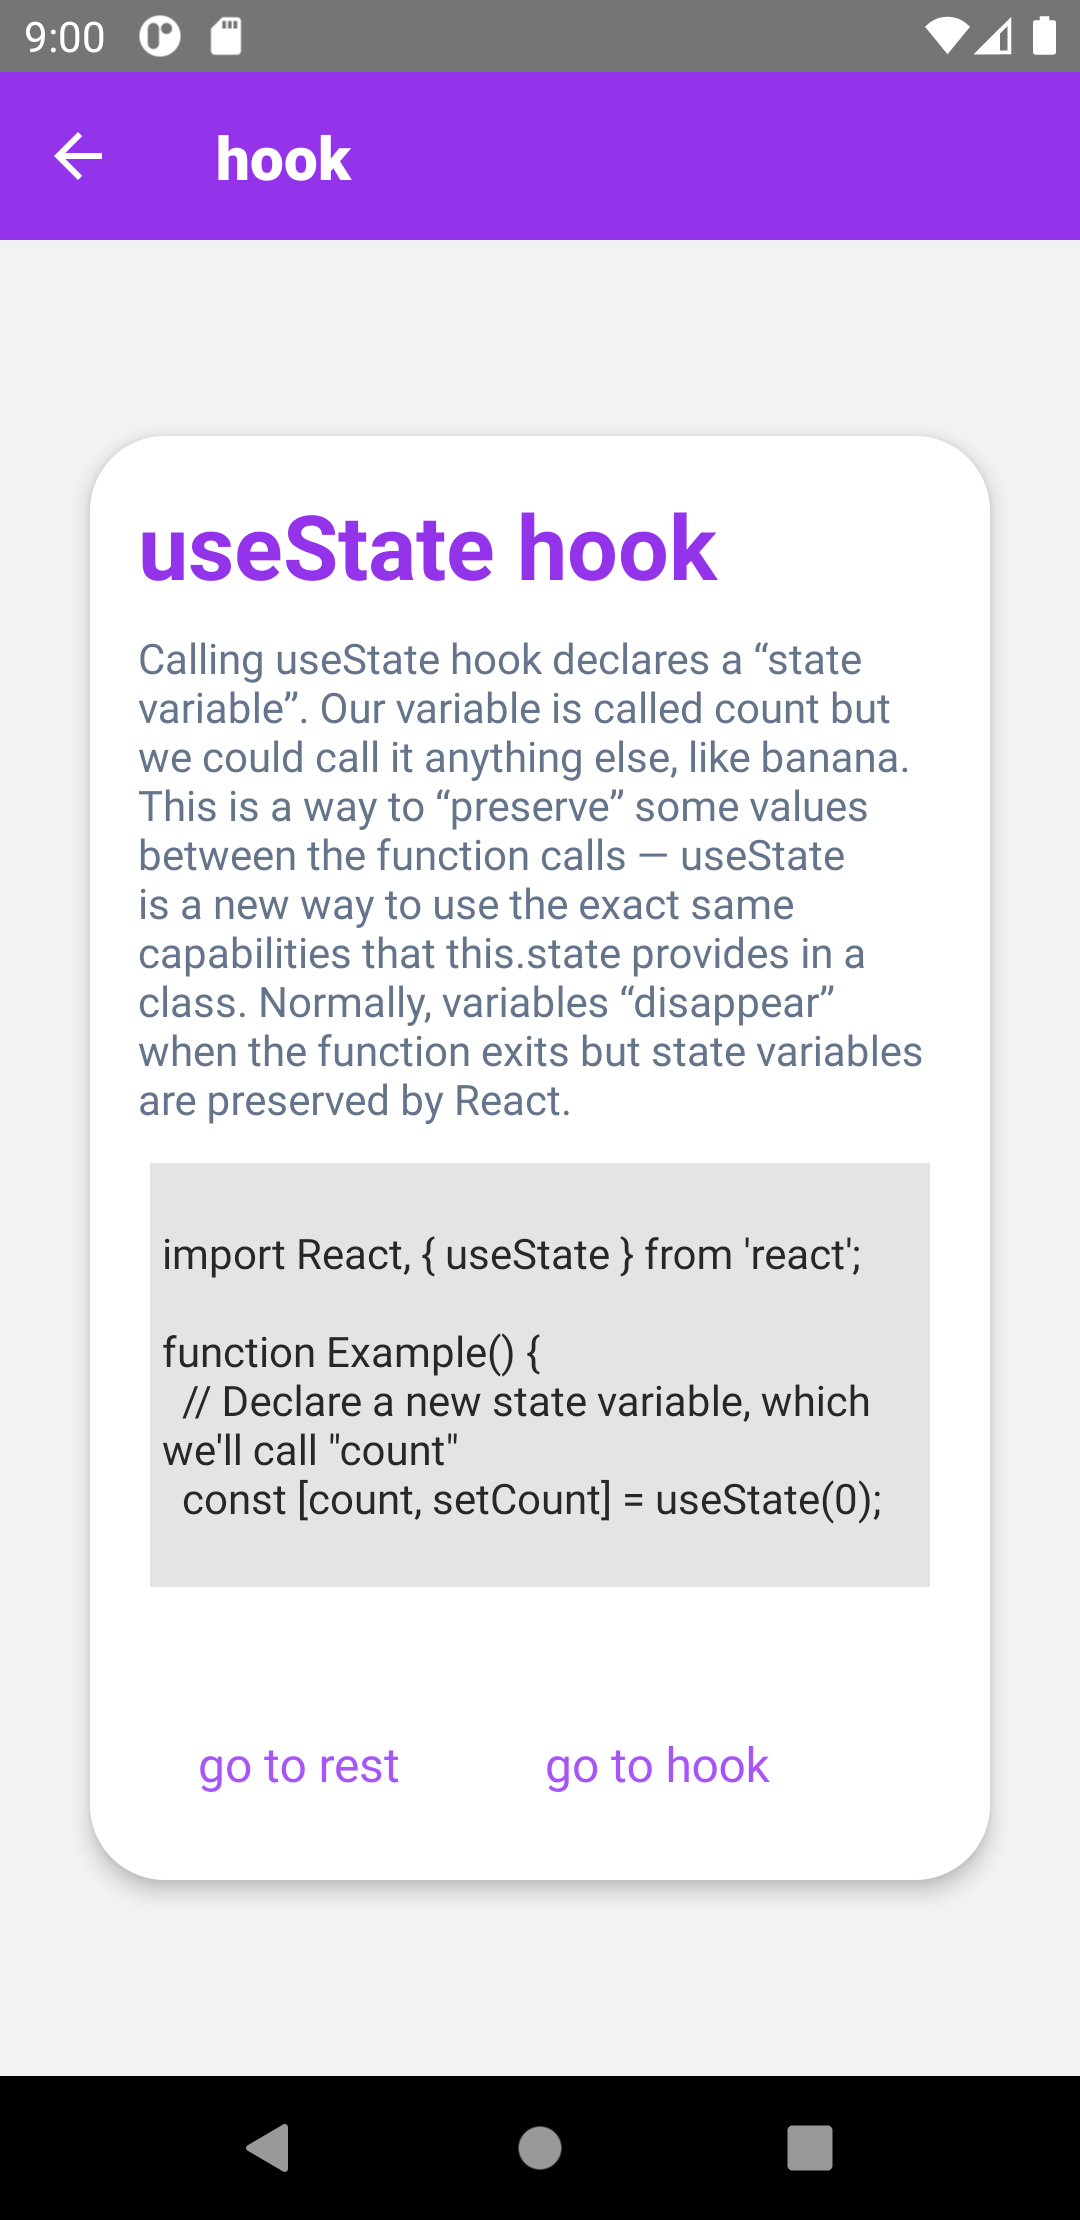 9:00
hook
useState hook
Calling useState hook declares a “state
variable”. Our variable is called count but
we could call it anything else, like banana.
This is a way to “preserve” some values
between the function calls — useState
is a new way to use the exact same
capabilities that this.state provides in a
class. Normally, variables “disappear”
when the function exits but state variables
are preserved by React.
import React, { useState } from 'react';
function Example() {
  // Declare a new state variable, which
we'll call "count"
  const [count, setCount] = useState(0);
go to rest
go to hook